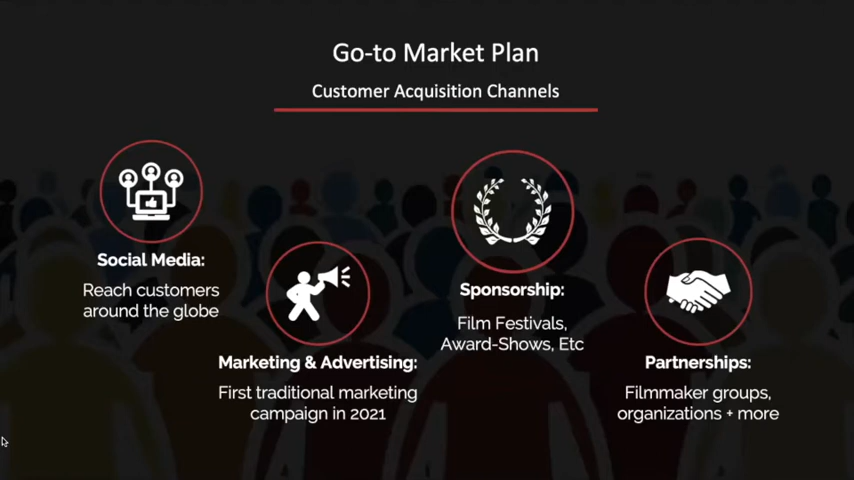 Go-to Market Plan
Customer Acquisition Channels
Social Media:
Reach customers
around the globe
Marketing & Advertising:
First traditional marketing
campaign in 2021
Sponsorship:
Film Festivals,
Award-Shows, Etc
Partnerships:
Filmmaker groups,
organizations + more